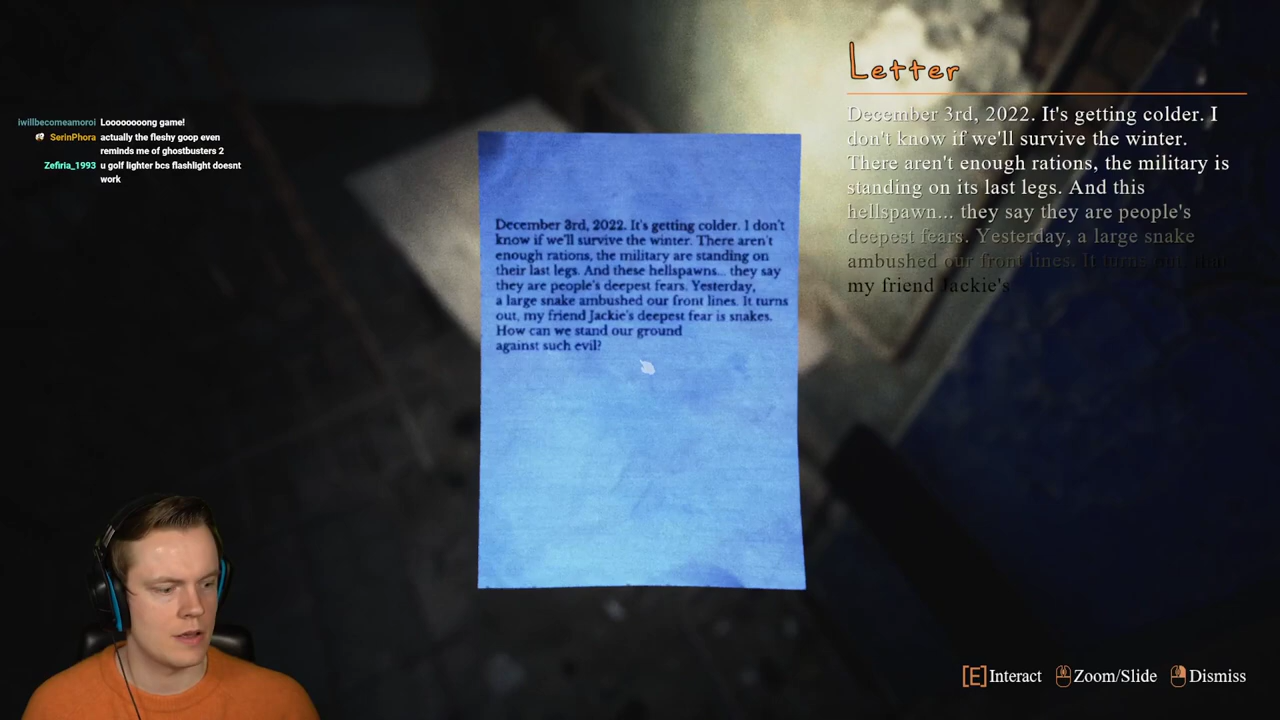 iwillbecomeamoroi Looooooong game!
SerinPhora actually the fleshy goop even
reminds me of ghostbusters 2
Zefiria_1993 u golf lighter bcs flashlight doesnt
work
December 3rd, 2022. It's getting colder. I don't
know if we'll survive the winter. There aren't
enough rations, the military are standing on
their last legs. And these hellspawns... they say
they are people's deepest fears. Yesterday,
a large snake ambushed our front lines. It turns
out, my friend Jackie's deepest fear is snakes.
How can we stand our ground
against such evil?
Letter
December 3rd, 2022. It's getting colder. I
don't know if we'll survive the winter.
There aren't enough rations, the military is
standing on its last legs. And this
hellspawn... they say they are people's
deepest fears. Yesterday, a large snake
ambushed our front lines. It turns out, that
my friend Jackie's
[E]Interact Zoom/Slide Dismiss